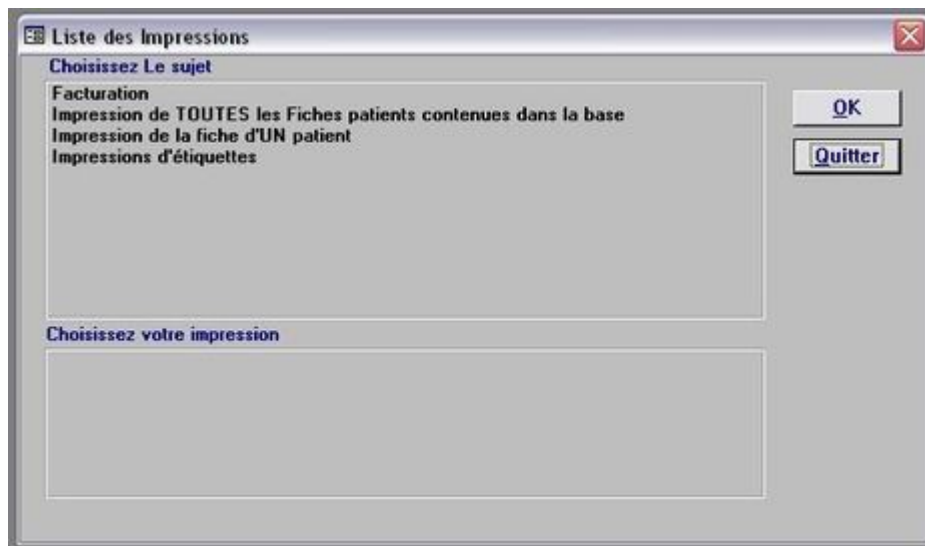 Liste des Impressions
Choisissez Le sujet
Facturation
Impression de TOUTES les Fiches patients contenues dans la base
Impression de la fiche d'UN patient
Impressions d'étiquettes
OK
Quitter
Choisissez votre impression